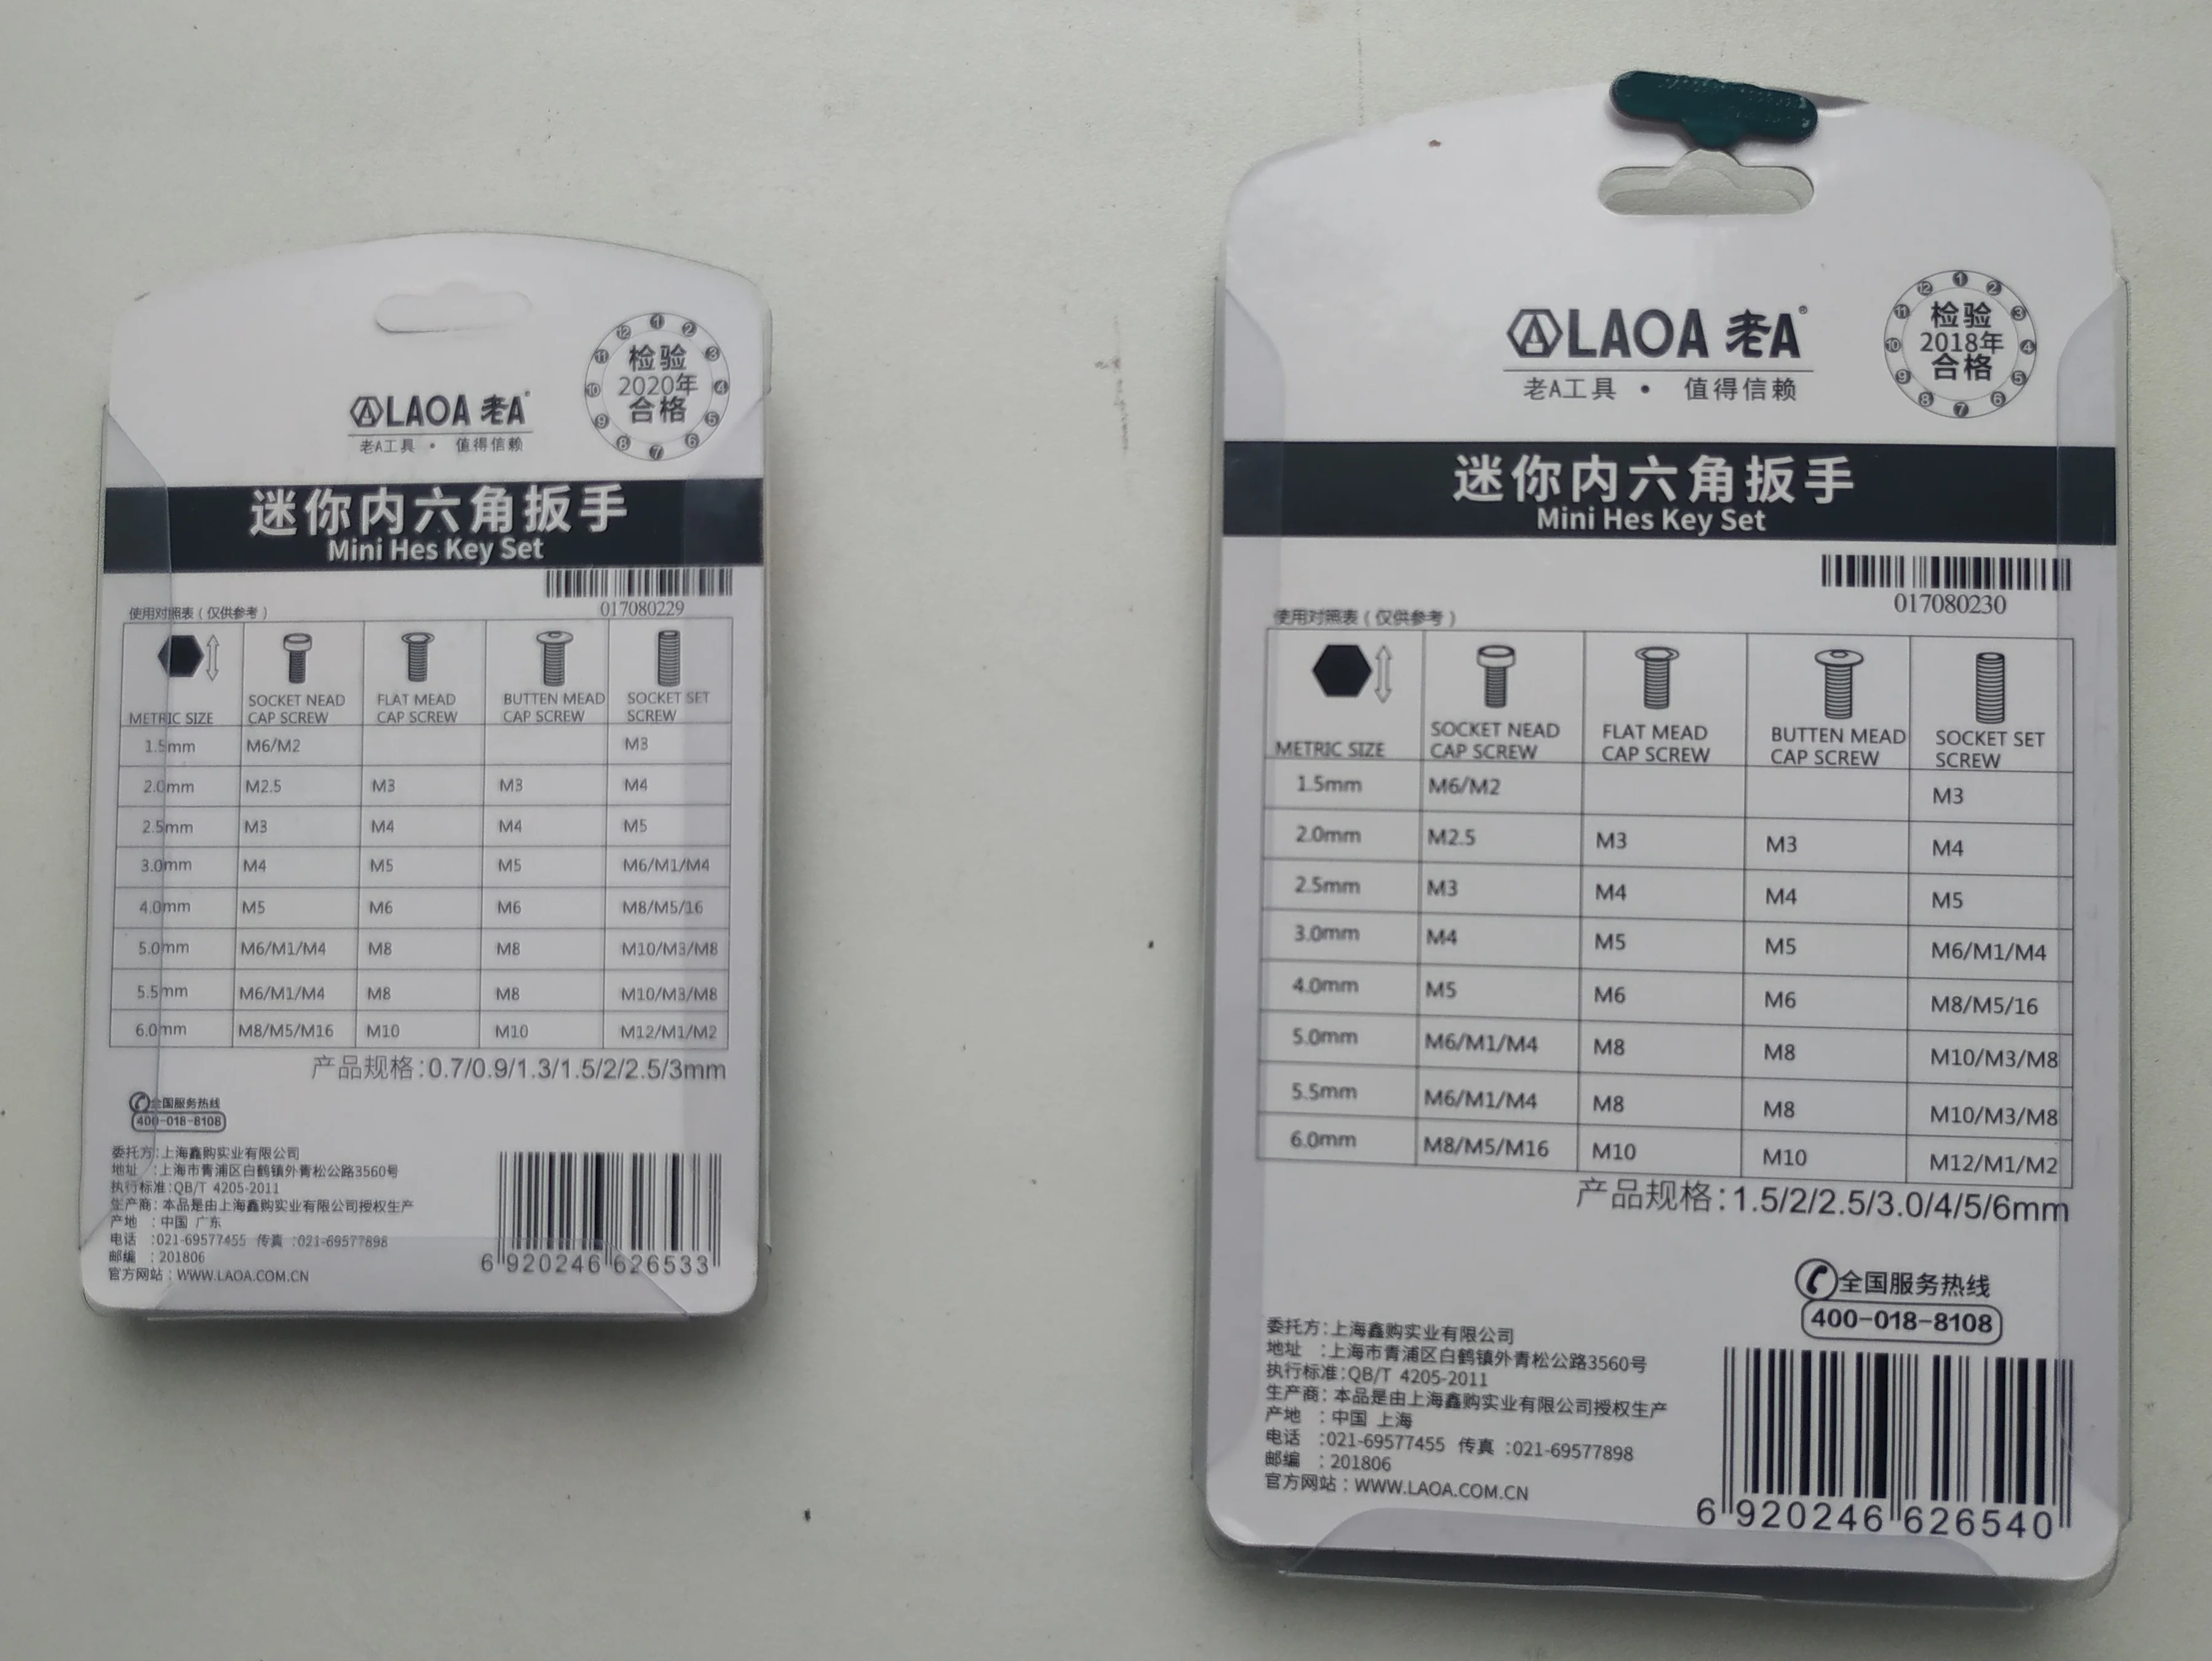 LAOA 老A®
老A工具 • 值得信赖
① ② ③ ④ ⑤ ⑥ ⑦ ⑧ ⑨ ⑩ ⑪ ⑫
检验
2020年
合格
迷你内六角扳手
Mini Hes Key Set
017080229
使用对照表(仅供参考)
METRIC SIZE SOCKET NEAD CAP SCREW FLAT MEAD CAP SCREW BUTTEN MEAD CAP SCREW SOCKET SET SCREW
1.5mm M6/M2 M3
2.0mm M2.5 M3 M3 M4
2.5mm M3 M4 M4 M5
3.0mm M4 M5 M5 M6/M1/M4
4.0mm M5 M6 M6 M8/M5/16
5.0mm M6/M1/M4 M8 M8 M10/M3/M8
5.5mm M6/M1/M4 M8 M8 M10/M3/M8
6.0mm M8/M5/M16 M10 M10 M12/M1/M2
产品规格:0.7/0.9/1.3/1.5/2/2.5/3mm
全国服务热线
400-018-8108
委托方:上海鑫购实业有限公司
地址 :上海市青浦区白鹤镇外青松公路3560号
执行标准:QB/T 4205-2011
生产商:本品是由上海鑫购实业有限公司授权生产
产地 :中国 广东
电话 :021-69577455 传真 :021-69577898
邮编 :201806
官方网站:WWW.LAOA.COM.CN
6 920246 626533
LAOA 老A®
老A工具 • 值得信赖
① ② ③ ④ ⑤ ⑥ ⑦ ⑧ ⑨ ⑩ ⑪ ⑫
检验
2018年
合格
迷你内六角扳手
Mini Hes Key Set
017080230
使用对照表(仅供参考)
METRIC SIZE SOCKET NEAD CAP SCREW FLAT MEAD CAP SCREW BUTTEN MEAD CAP SCREW SOCKET SET SCREW
1.5mm M6/M2 M3
2.0mm M2.5 M3 M3 M4
2.5mm M3 M4 M4 M5
3.0mm M4 M5 M5 M6/M1/M4
4.0mm M5 M6 M6 M8/M5/16
5.0mm M6/M1/M4 M8 M8 M10/M3/M8
5.5mm M6/M1/M4 M8 M8 M10/M3/M8
6.0mm M8/M5/M16 M10 M10 M12/M1/M2
产品规格:1.5/2/2.5/3.0/4/5/6mm
全国服务热线
400-018-8108
委托方:上海鑫购实业有限公司
地址 :上海市青浦区白鹤镇外青松公路3560号
执行标准:QB/T 4205-2011
生产商:本品是由上海鑫购实业有限公司授权生产
产地 :中国 上海
电话 :021-69577455 传真 :021-69577898
邮编 :201806
官方网站:WWW.LAOA.COM.CN
6 920246 626540